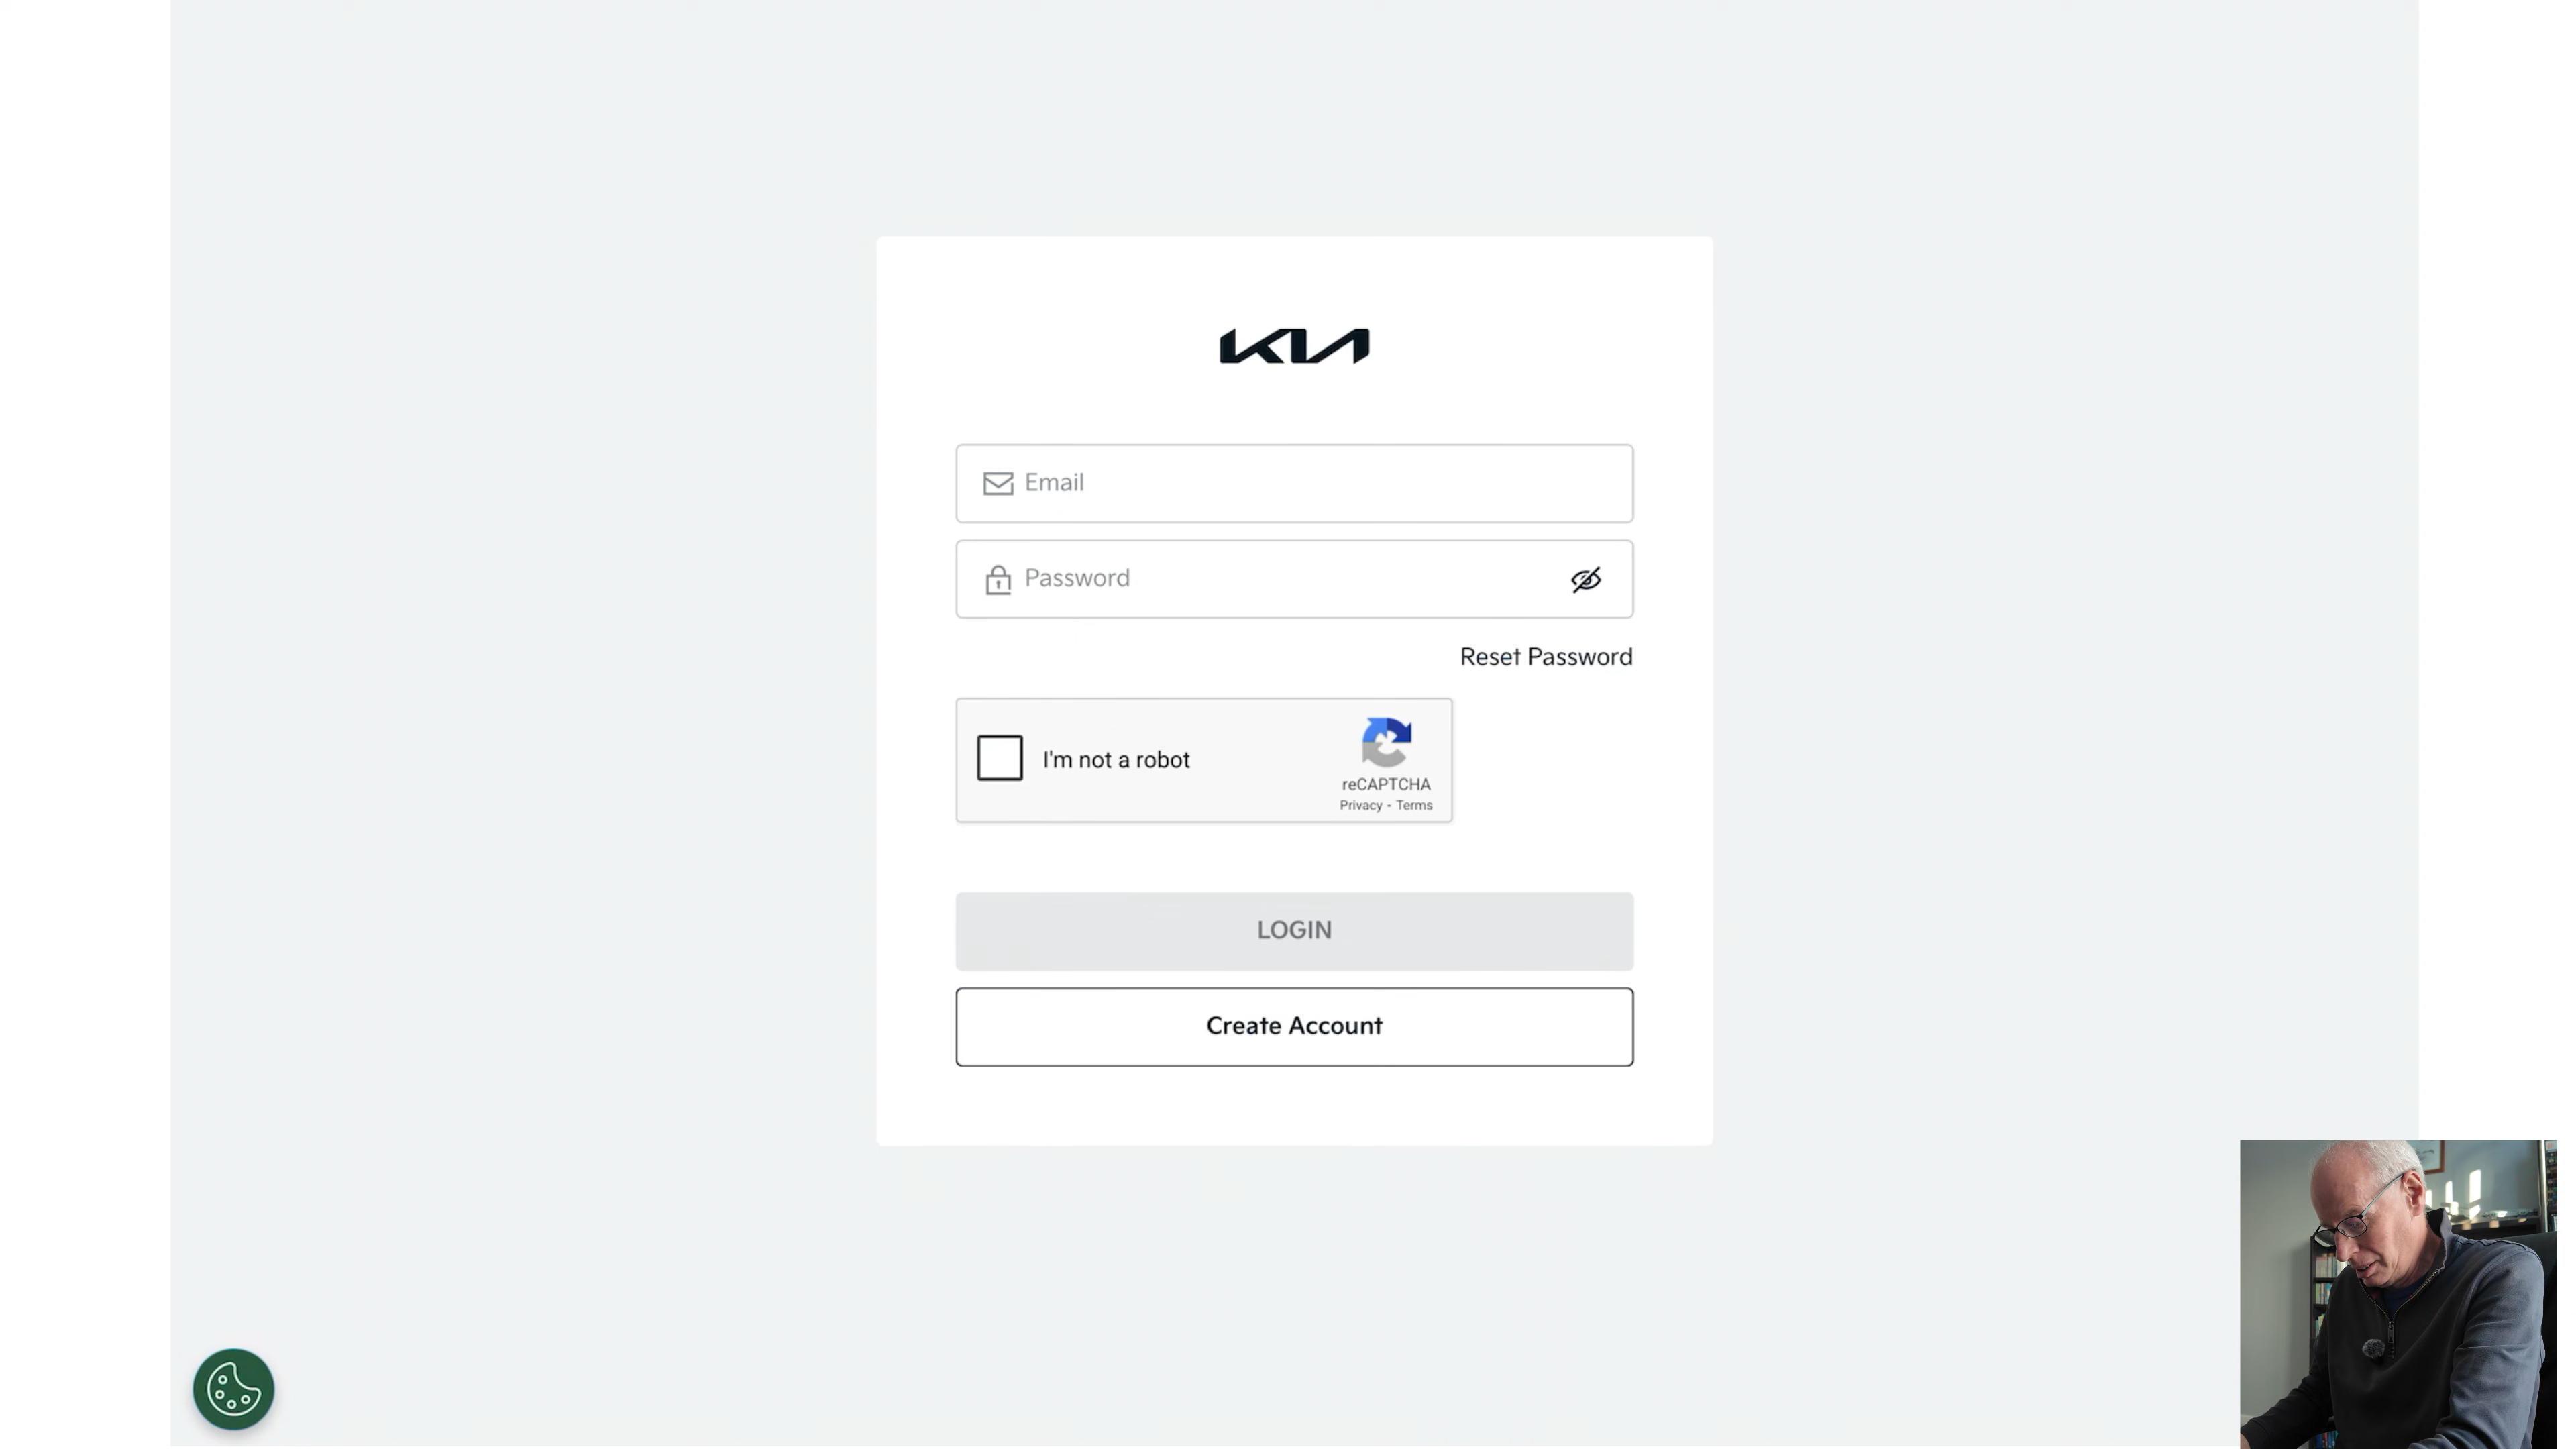 KIA
Email
Password
Reset Password
I'm not a robot
reCAPTCHA
Privacy - Terms
LOGIN
Create Account